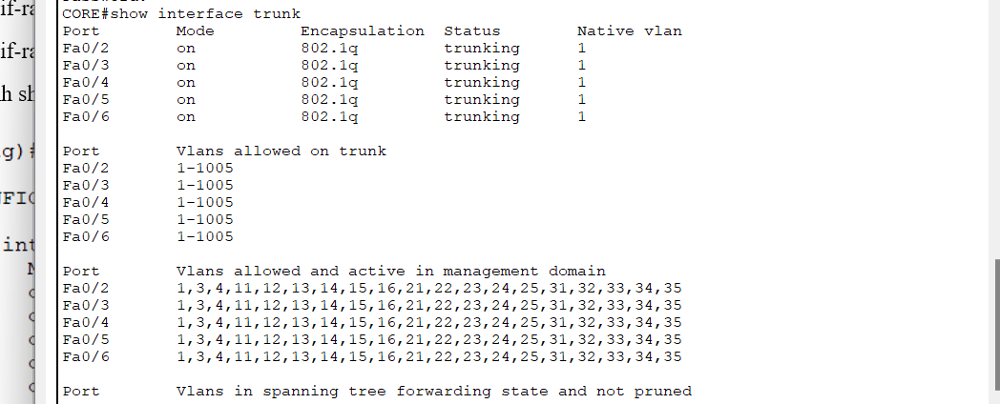 CORE#show interface trunk
Port Mode Encapsulation Status Native vlan
Fa0/2 on 802.1q trunking 1
Fa0/3 on 802.1q trunking 1
Fa0/4 on 802.1q trunking 1
Fa0/5 on 802.1q trunking 1
Fa0/6 on 802.1q trunking 1
Port Vlans allowed on trunk
Fa0/2 1-1005
Fa0/3 1-1005
Fa0/4 1-1005
Fa0/5 1-1005
Fa0/6 1-1005
Port Vlans allowed and active in management domain
Fa0/2 1,3,4,11,12,13,14,15,16,21,22,23,24,25,31,32,33,34,35
Fa0/3 1,3,4,11,12,13,14,15,16,21,22,23,24,25,31,32,33,34,35
Fa0/4 1,3,4,11,12,13,14,15,16,21,22,23,24,25,31,32,33,34,35
Fa0/5 1,3,4,11,12,13,14,15,16,21,22,23,24,25,31,32,33,34,35
Fa0/6 1,3,4,11,12,13,14,15,16,21,22,23,24,25,31,32,33,34,35
Port Vlans in spanning tree forwarding state and not pruned